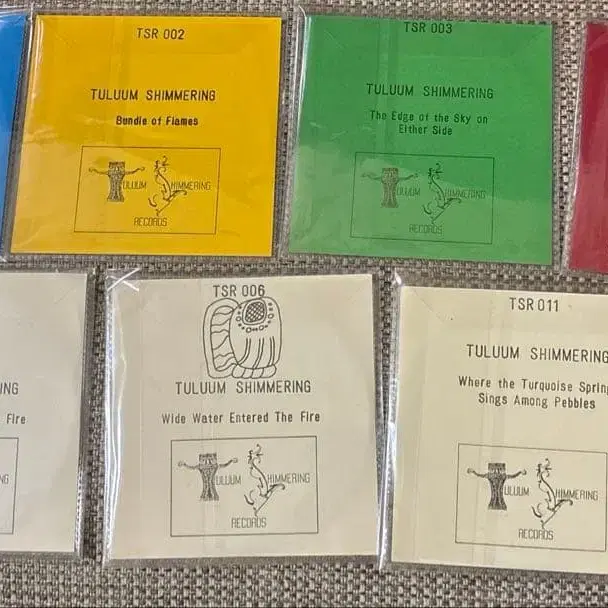 TSR 002
TULUUM SHIMMERING
Bundle of Flames
TULUUM SHIMMERING
RECORDS
TSR 003
TULUUM SHIMMERING
The Edge of the Sky on
Either Side
TULUUM SHIMMERING
RECORDS
ING
Fire
NG
TSR 006
TULUUM SHIMMERING
Wide Water Entered The Fire
TULUUM SHIMMERING
RECORDS
TSR 011
TULUUM SHIMMERING
Where the Turquoise Spring
Sings Among Pebbles
TULUUM SHIMMERING
RECORDS